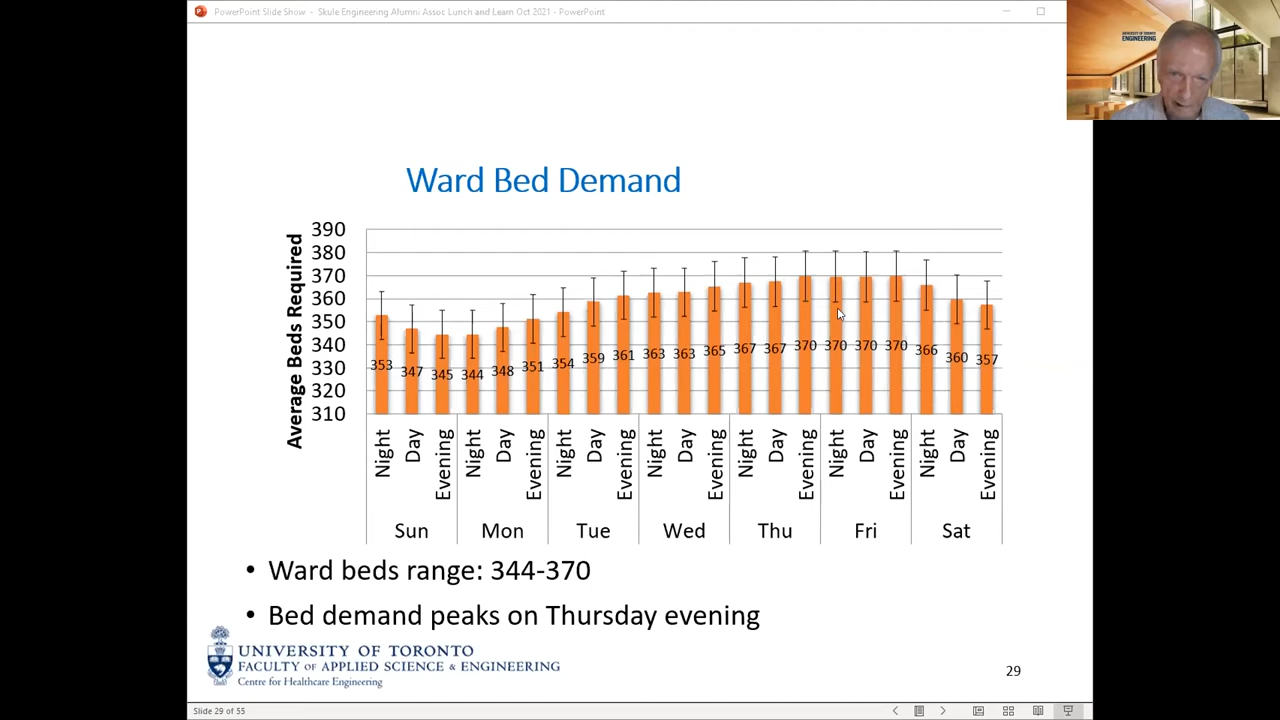 PowerPoint Slide Show - Skule Engineering Alumni Assoc Lunch and Learn Oct 2021 - PowerPoint
UNIVERSITY OF TORONTO
ENGINEERING
Ward Bed Demand
Average Beds Required
390
380
370
360
350
340
330
320
310
353 347 345 344 348 351 354 359 361 363 363 365 367 367 370 370 370 370 366 360 357
Night Day Evening Night Day Evening Night Day Evening Night Day Evening Night Day Evening Night Day Evening Night Day Evening
Sun Mon Tue Wed Thu Fri Sat
• Ward beds range: 344-370
• Bed demand peaks on Thursday evening
UNIVERSITY OF TORONTO
FACULTY OF APPLIED SCIENCE & ENGINEERING
Centre for Healthcare Engineering
29
Slide 29 of 55